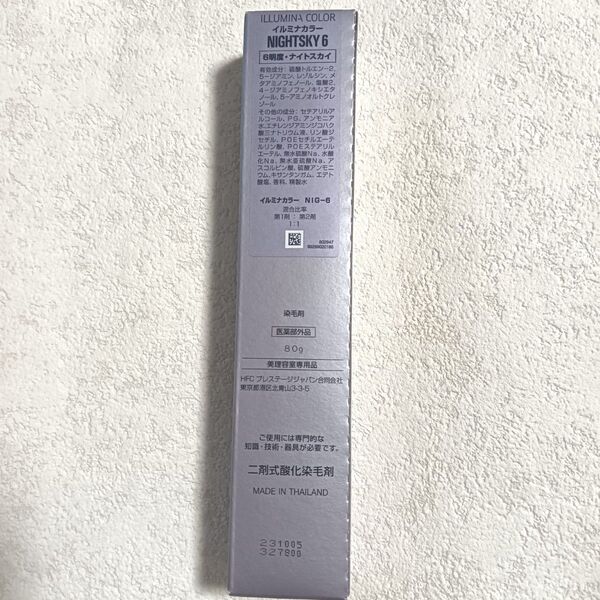 ILLUMINA COLOR
イルミナカラー
NIGHTSKY 6
6明度・ナイトスカイ
有効成分:硫酸トルエン-2,
5-ジアミン, レゾルシン, メ
タアミノフェノール, 塩酸2,
4-ジアミノフェノキシエタ
ノール, 5-アミノオルトクレ
ゾール
その他の成分:セテアリルア
ルコール, PG, アンモニア
水,エチレンジアミンジコハク
酸三ナトリウム液, リン酸ジ
セチル, POEセチルエーテ
ルリン酸, POEステアリル
エーテル, 無水硫酸Na, 水酸
化Na, 無水亜硫酸Na, ア
スコルビン酸, 硫酸アンモニ
ウム,キサンタンガム, エデト
酸塩, 香料, 精製水
イルミナカラー NIG-6
混合比率
第1剤 : 第2剤
1:1
染毛剤
医薬部外品
80g
美理容室専用品
HFC プレステージジャパン合同会社
東京都港区北青山3-3-5
ご使用には専門的な
知識・技術・器具が必要です。
二剤式酸化染毛剤
MADE IN THAILAND
231005
327800